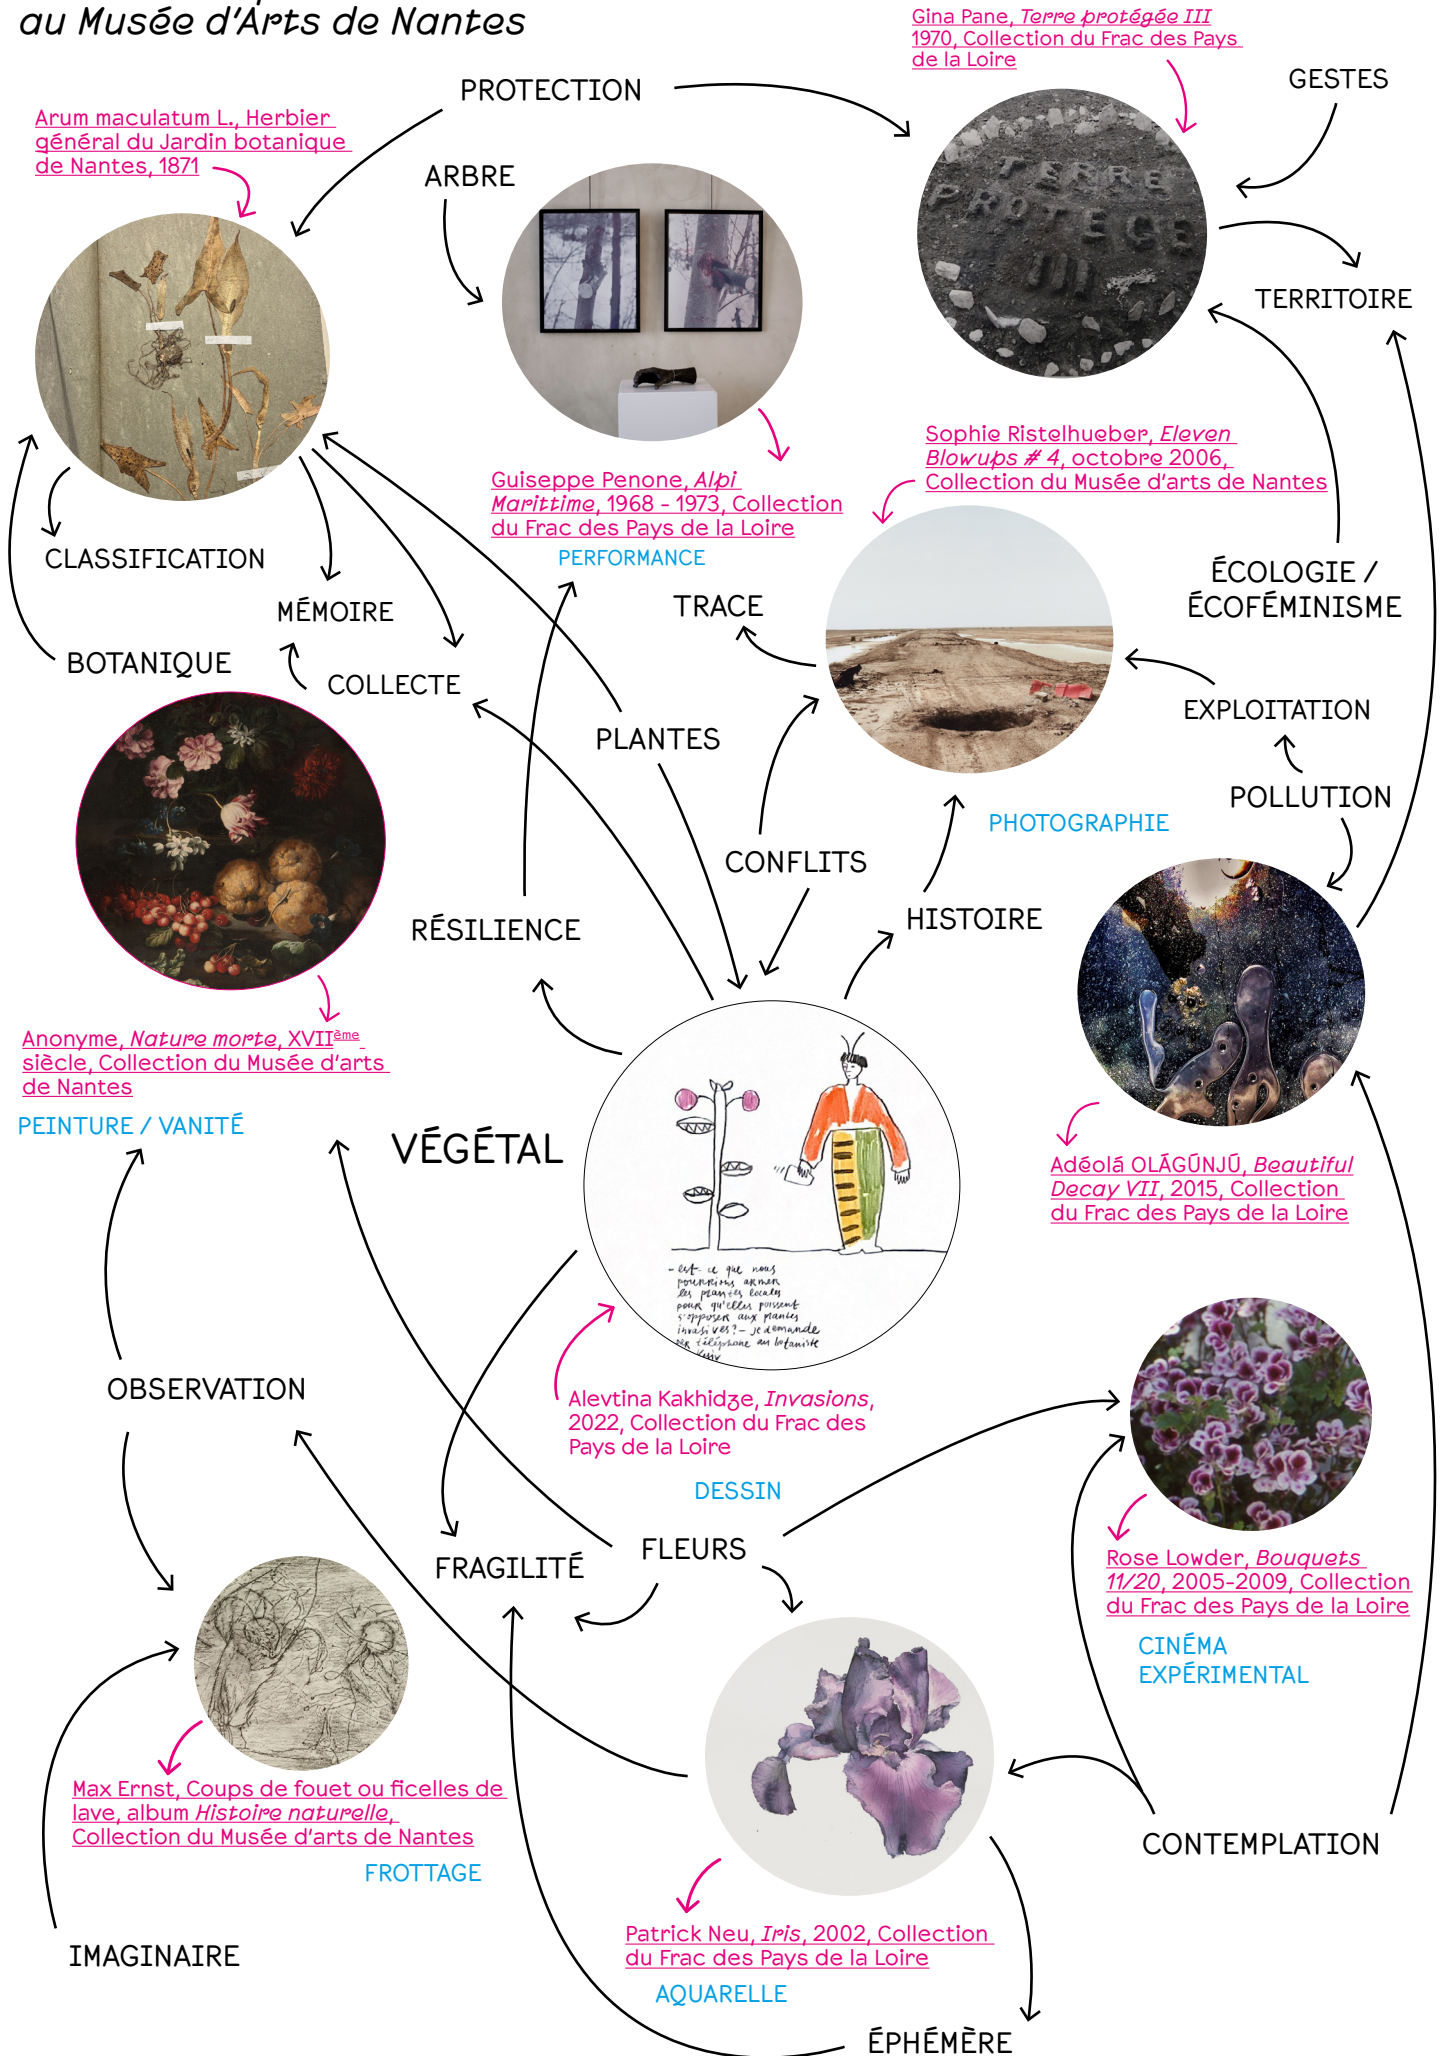 au Musée d'Arts de Nantes
Gina Pane, Terre protégée III
1970, Collection du Frac des Pays
de la Loire
GESTES
PROTECTION
Arum maculatum L., Herbier
général du Jardin botanique
de Nantes, 1871
ARBRE
TERRE
PROTEGE
III
TERRITOIRE
Sophie Ristelhueber, Eleven
Blowups # 4, octobre 2006,
Collection du Musée d'arts de Nantes
Guiseppe Penone, Alpi
Marittime, 1968 - 1973, Collection
du Frac des Pays de la Loire
PERFORMANCE
CLASSIFICATION
ÉCOLOGIE /
ÉCOFÉMINISME
TRACE
MÉMOIRE
BOTANIQUE
COLLECTE
EXPLOITATION
PLANTES
POLLUTION
PHOTOGRAPHIE
CONFLITS
HISTOIRE
RÉSILIENCE
Anonyme, Nature morte, XVIIème
siècle, Collection du Musée d'arts
de Nantes
PEINTURE / VANITÉ
VÉGÉTAL
Adéolá OLÁGÚNJÚ, Beautiful
Decay VII, 2015, Collection
du Frac des Pays de la Loire
- est-ce que nous
pourrions armer
les plantes locales
pour qu'elles puissent
s'opposer aux plantes
invasives? - je demande
par téléphone au botaniste
OBSERVATION
Alevtina Kakhidze, Invasions,
2022, Collection du Frac des
Pays de la Loire
DESSIN
FLEURS
FRAGILITÉ
Rose Lowder, Bouquets
11/20, 2005-2009, Collection
du Frac des Pays de la Loire
CINÉMA
EXPÉRIMENTAL
Max Ernst, Coups de fouet ou ficelles de
lave, album Histoire naturelle,
Collection du Musée d'arts de Nantes
FROTTAGE
CONTEMPLATION
Patrick Neu, Iris, 2002, Collection
du Frac des Pays de la Loire
AQUARELLE
IMAGINAIRE
ÉPHÉMÈRE